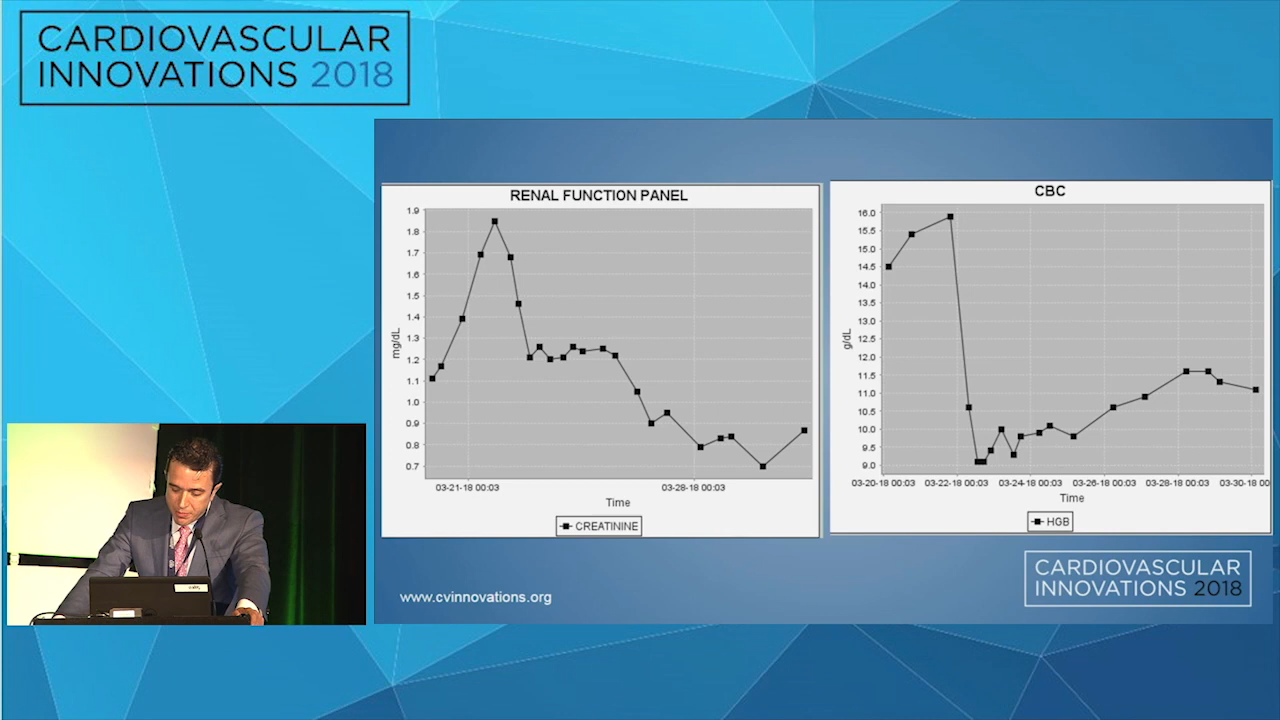 CARDIOVASCULAR
INNOVATIONS 2018
RENAL FUNCTION PANEL
1.9
1.8
1.7
1.6
1.5
1.4
1.3
1.2
1.1
1.0
0.9
0.8
0.7
mg/dL
03-21-18 00:03
03-28-18 00:03
Time
CREATININE
CBC
16.0
15.5
15.0
14.5
14.0
13.5
13.0
12.5
12.0
11.5
11.0
10.5
10.0
9.5
9.0
g/dL
03-20-18 00:03
03-22-18 00:03
03-24-18 00:03
03-26-18 00:03
03-28-18 00:03
03-30-18 00:03
Time
HGB
www.cvinnovations.org
CARDIOVASCULAR
INNOVATIONS 2018